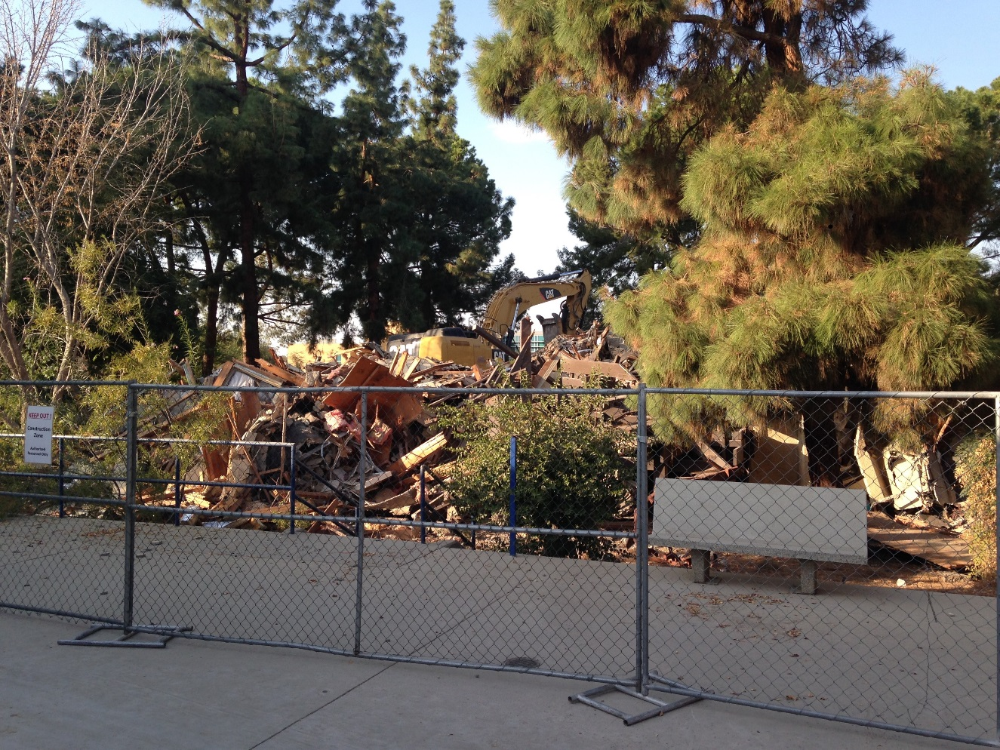 CAT
CAT
KEEP OUT!
Construction
Zone
Authorized
Personnel Only